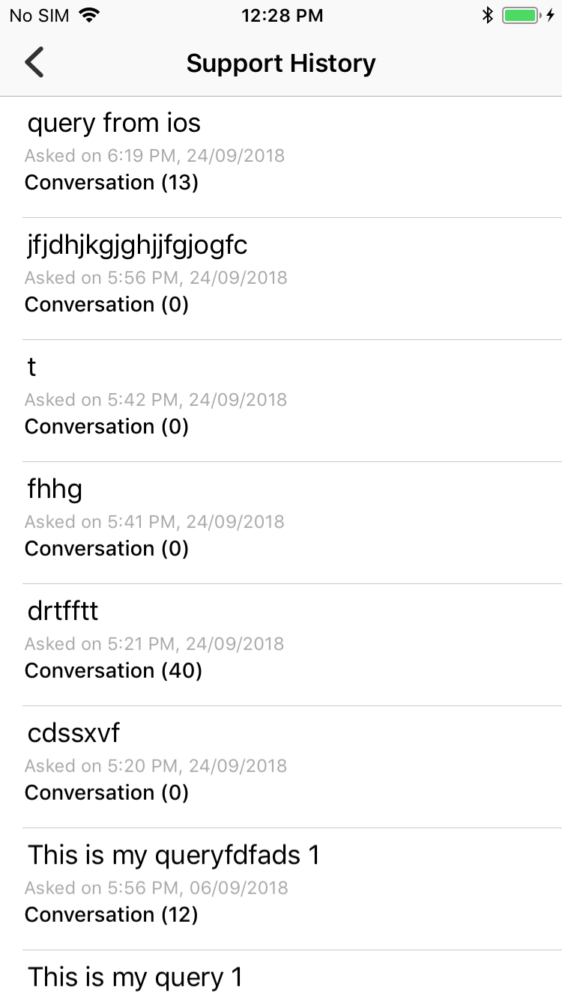 No SIM 12:28 PM
Support History
query from ios
Asked on 6:19 PM, 24/09/2018
Conversation (13)
jfjdhjkgjghjjfgjogfc
Asked on 5:56 PM, 24/09/2018
Conversation (0)
t
Asked on 5:42 PM, 24/09/2018
Conversation (0)
fhhg
Asked on 5:41 PM, 24/09/2018
Conversation (0)
drtfftt
Asked on 5:21 PM, 24/09/2018
Conversation (40)
cdssxvf
Asked on 5:20 PM, 24/09/2018
Conversation (0)
This is my queryfdfads 1
Asked on 5:56 PM, 06/09/2018
Conversation (12)
This is my query 1